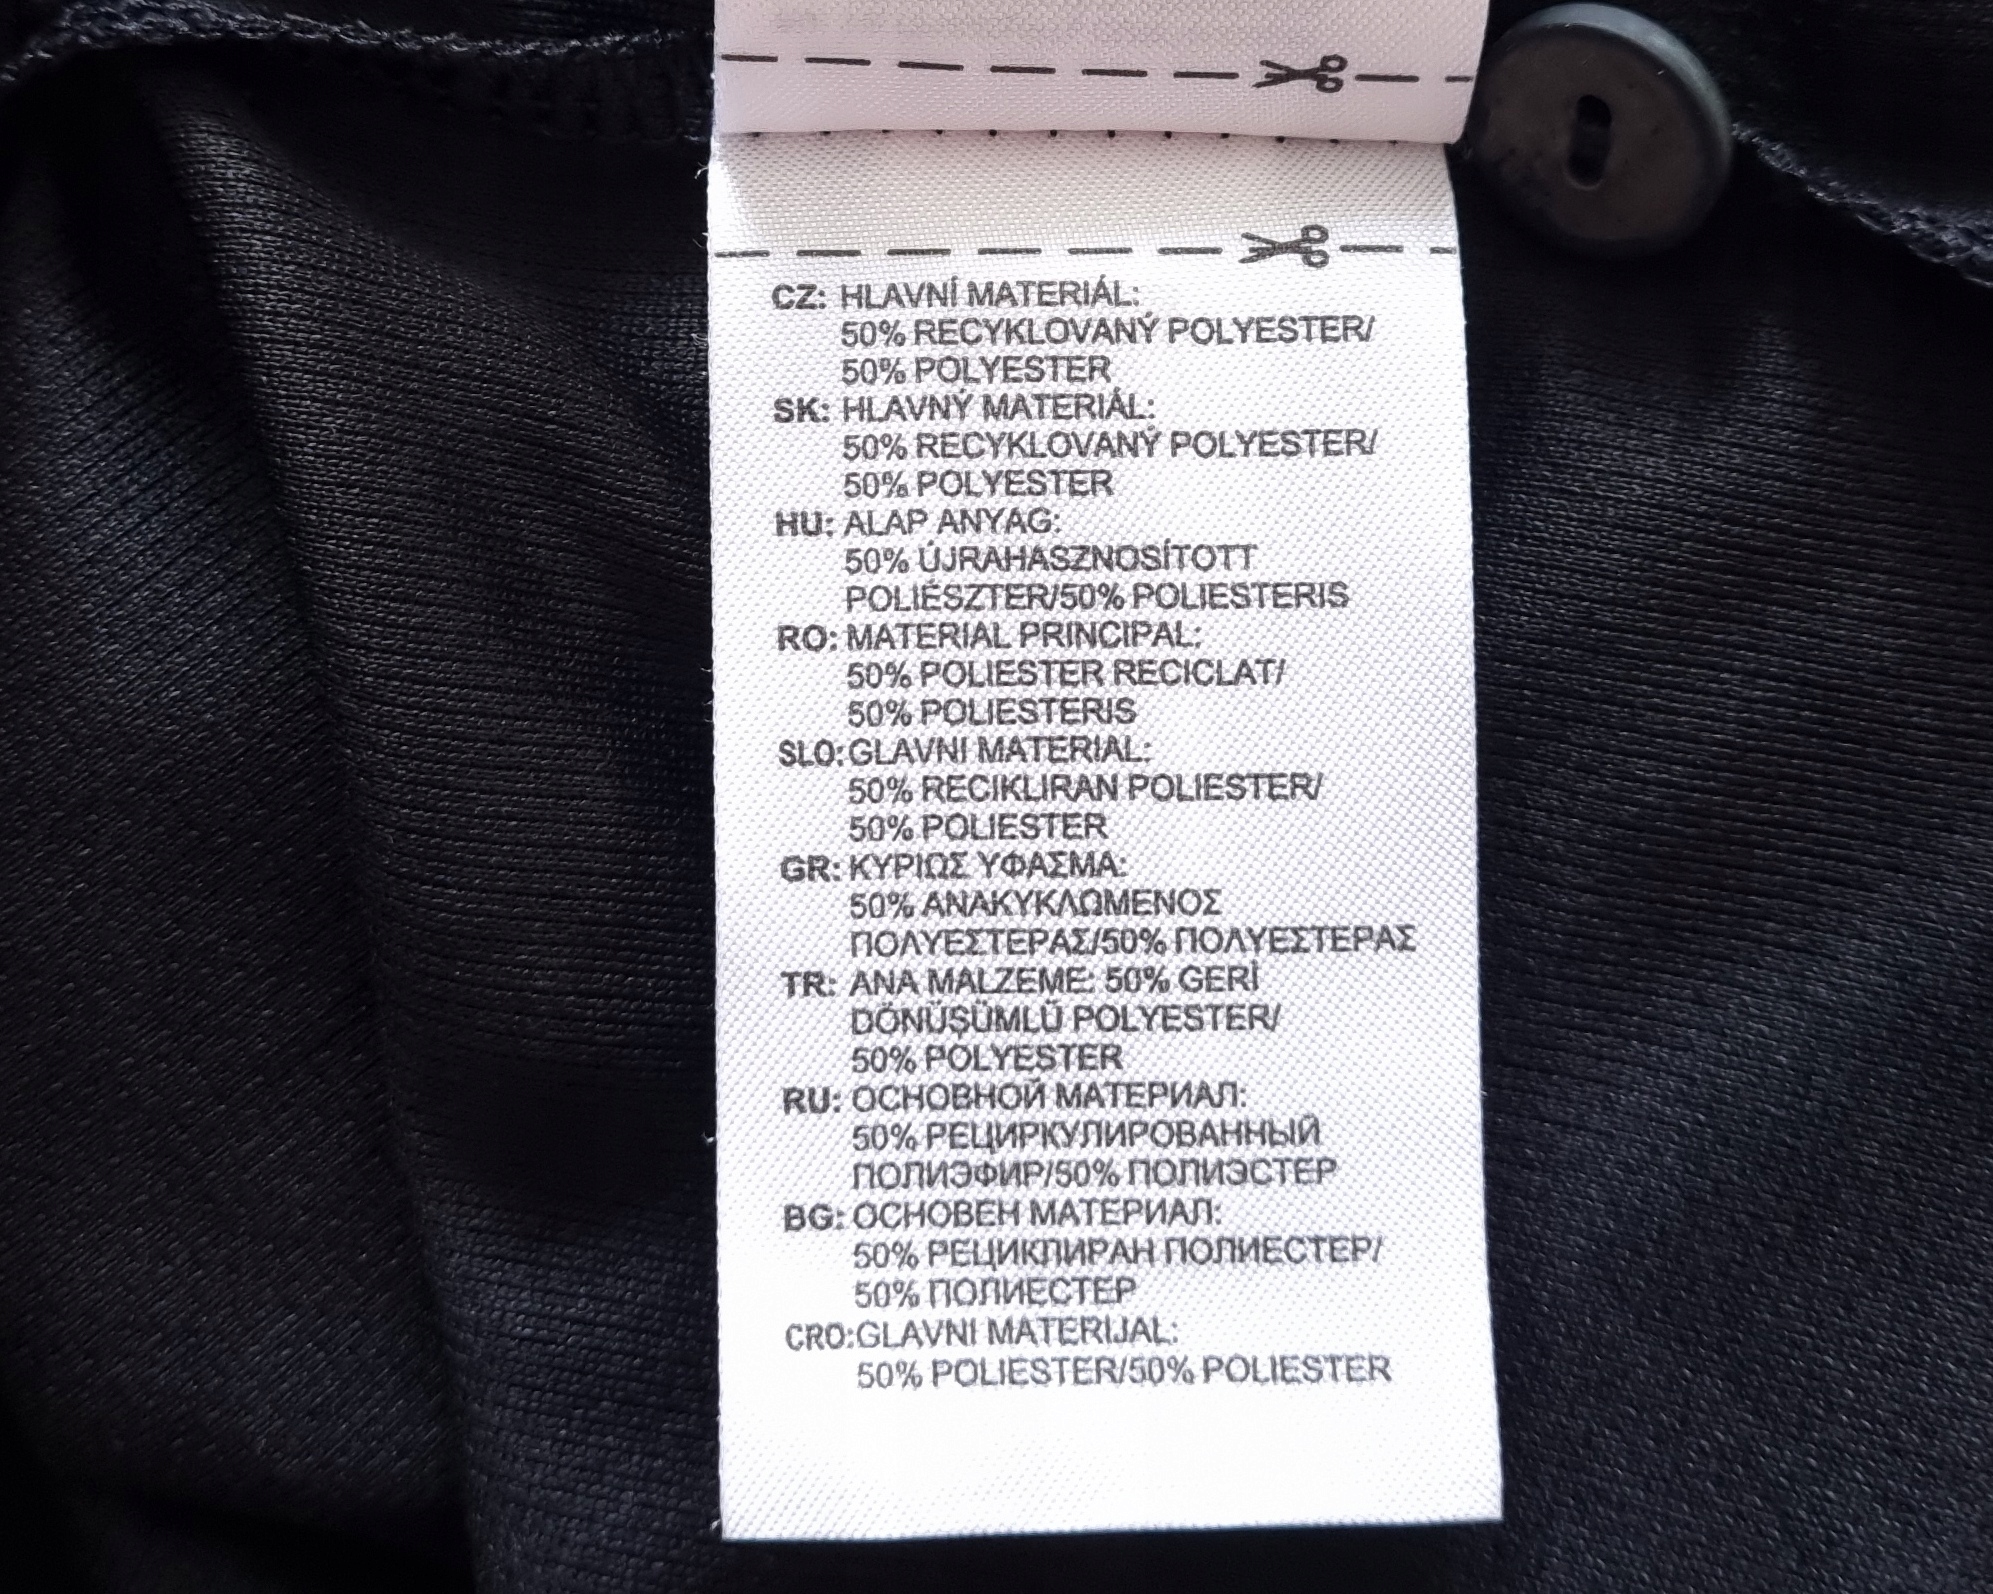 CZ: HLAVNÍ MATERIÁL:
50% RECYKLOVANÝ POLYESTER/
50% POLYESTER
SK: HLAVNÝ MATERIÁL:
50% RECYKLOVANÝ POLYESTER/
50% POLYESTER
HU: ALAP ANYAG:
50% ÚJRAHASZNOSÍTOTT
POLIÉSZTER/50% POLIESTERIS
RO: MATERIAL PRINCIPAL:
50% POLIESTER RECICLAT/
50% POLIESTERIS
SLO: GLAVNI MATERIAL:
50% RECIKLIRAN POLIESTER/
50% POLIESTER
GR: ΚΥΡΙΩΣ ΥΦΑΣΜΑ:
50% ΑΝΑΚΥΚΛΩΜΕΝΟΣ
ΠΟΛΥΕΣΤΕΡΑΣ/50% ΠΟΛΥΕΣΤΕΡΑΣ
TR: ANA MALZEME: 50% GERİ
DÖNÜŞÜMLÜ POLYESTER/
50% POLYESTER
RU: ОСНОВНОЙ МАТЕРИАЛ:
50% РЕЦИРКУЛИРОВАННЫЙ
ПОЛИЭФИР/50% ПОЛИЭСТЕР
BG: ОСНОВЕН МАТЕРИАЛ:
50% РЕЦИКЛИРАН ПОЛИЕСТЕР/
50% ПОЛИЕСТЕР
CRO: GLAVNI MATERIJAL:
50% POLIESTER/50% POLIESTER